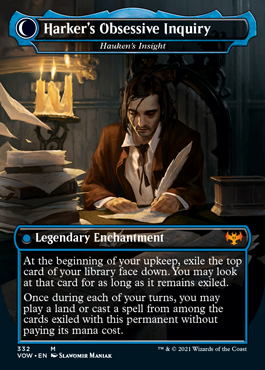 Harker's Obsessive Inquiry
Hauken's Insight
Legendary Enchantment
At the beginning of your upkeep, exile the top
card of your library face down. You may look
at that card for as long as it remains exiled.
Once during each of your turns, you may
play a land or cast a spell from among the
cards exiled with this permanent without
paying its mana cost.
332 M
VOW • EN SLAWOMIR MANIAK
™ & © 2021 Wizards of the Coast